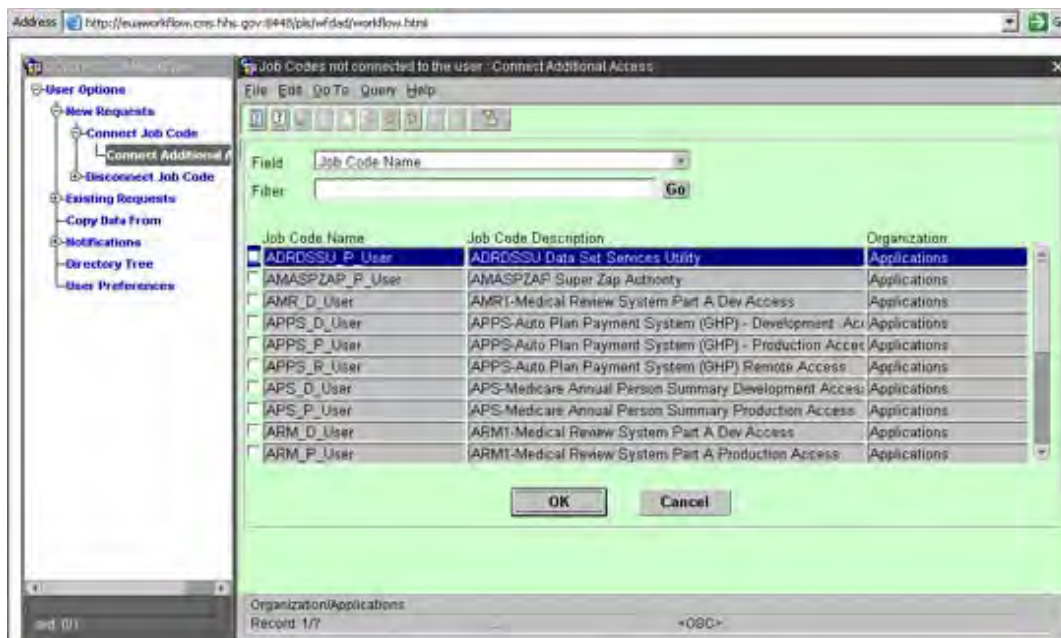 Address http://euaworkflow.cms.hhs.gov:8448/pls/wfdad/workflow.html
Job Codes not connected to the user : Connect Additional Access
User Options
New Requests
Connect Job Code
Connect Additional A
Disconnect Job Code
Existing Requests
Copy Data From
Notifications
Directory Tree
User Preferences
File Edit Go To Query Help
Field Job Code Name
Filter Go
Job Code Name Job Code Description Organization
ADRDSSU_P_User ADRDSSU Data Set Services Utility Applications
AMASPZAP_P_User AMASPZAP Super Zap Authority Applications
AMR_D_User AMR1-Medical Review System Part A Dev Access Applications
APPS_D_User APPS-Auto Plan Payment System (GHP) - Development Acc Applications
APPS_P_User APPS-Auto Plan Payment System (GHP) - Production Acces Applications
APPS_R_User APPS-Auto Plan Payment System (GHP) Remote Access Applications
APS_D_User APS-Medicare Annual Person Summary Development Access Applications
APS_P_User APS-Medicare Annual Person Summary Production Access Applications
ARM_D_User ARM1-Medical Review System Part A Dev Access Applications
ARM_P_User ARM1-Medical Review System Part A Production Access Applications
OK Cancel
Organization/Applications
Record: 1/? <OSC>